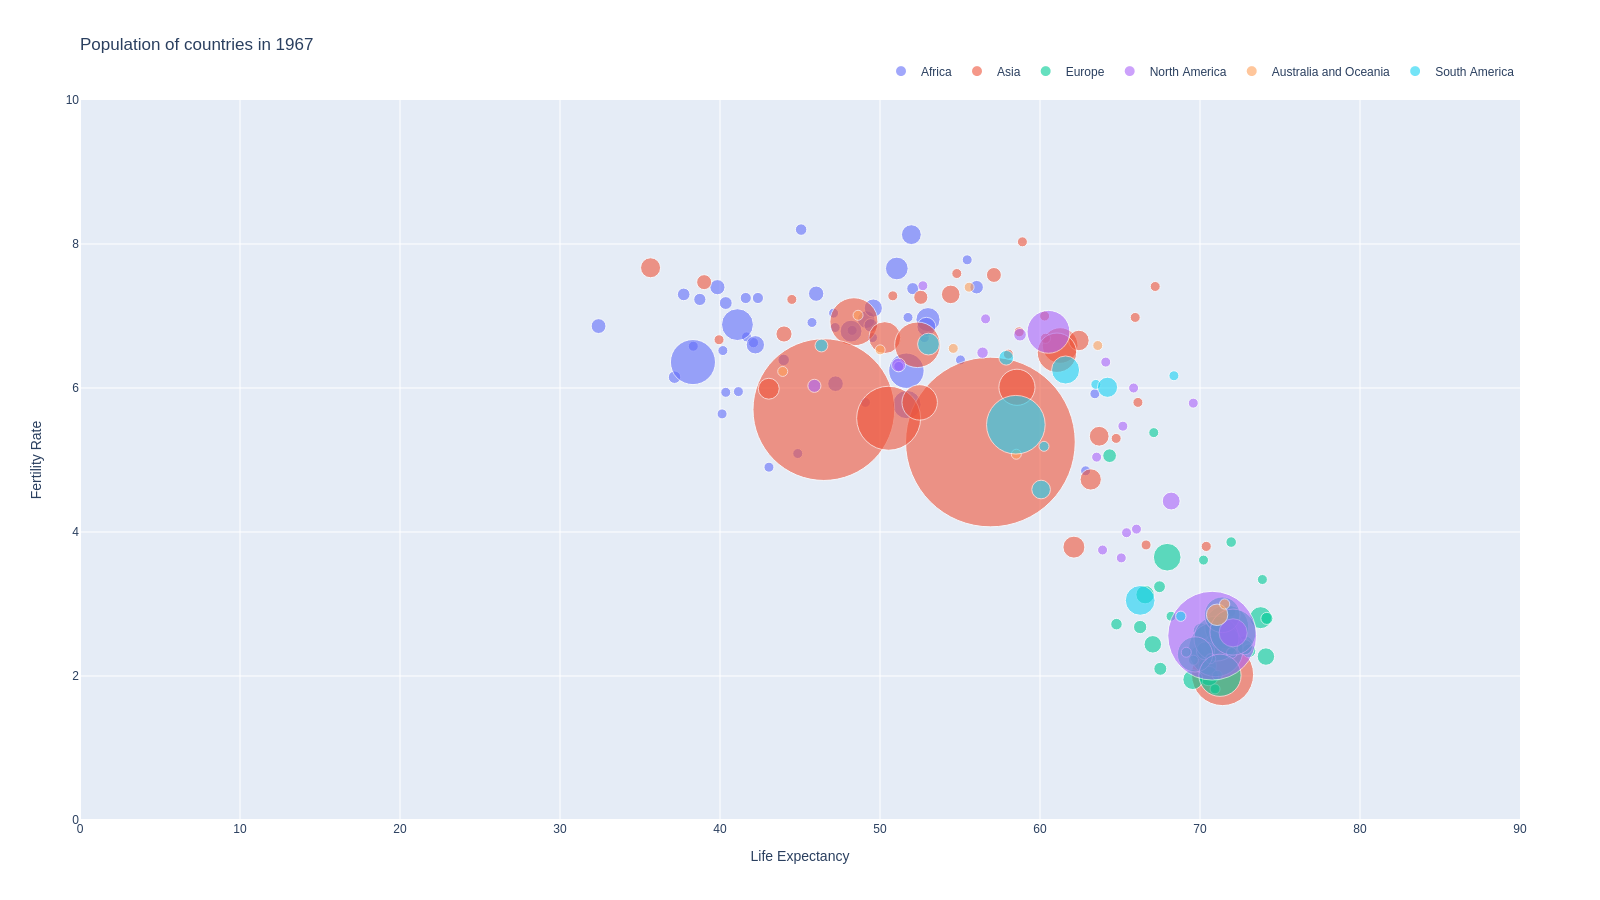 Population of countries in 1967
Africa Asia Europe North America Australia and Oceania South America
10
8
6
4
2
0
Fertility Rate
0 10 20 30 40 50 60 70 80 90
Life Expectancy